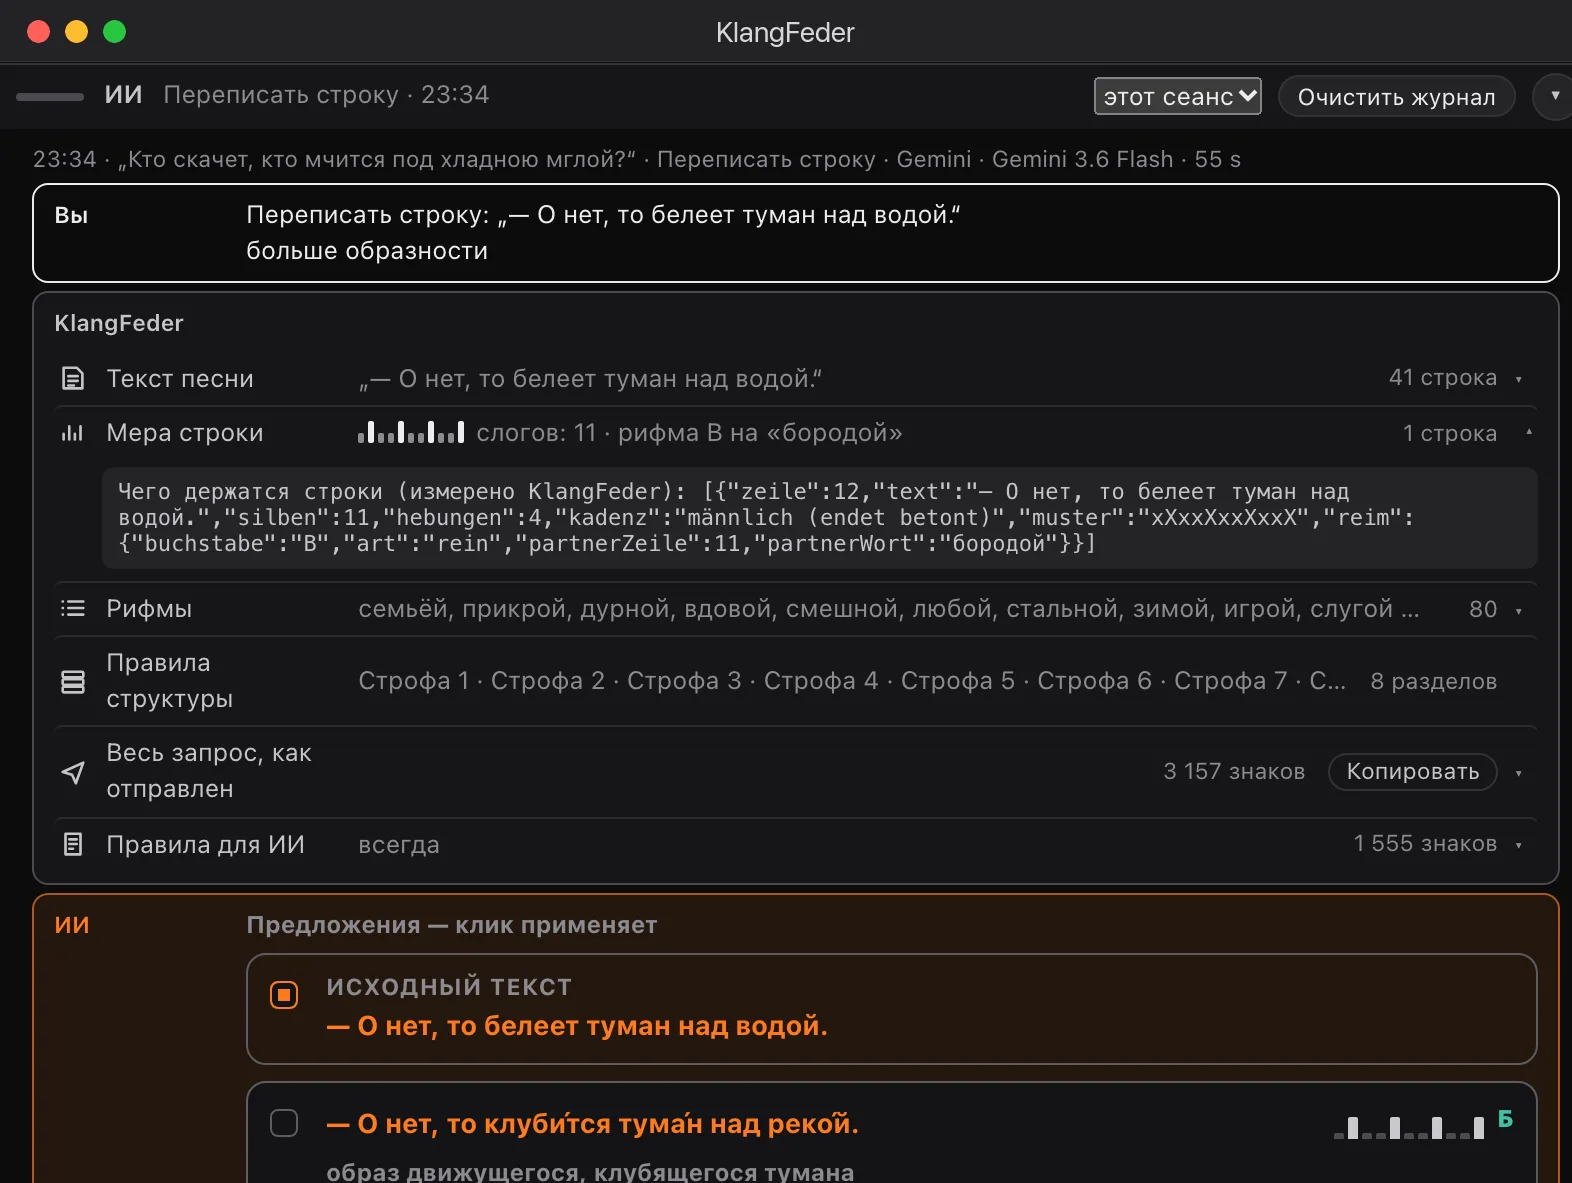 KlangFeder
ИИ Переписать строку · 23:34 этот сеанс Очистить журнал ▾
23:34 · „Кто скачет, кто мчится под хладною мглой?“ · Переписать строку · Gemini · Gemini 3.6 Flash · 55 s
Вы Переписать строку: „— О нет, то белеет туман над водой.“
больше образности
KlangFeder
Текст песни „— О нет, то белеет туман над водой.“ 41 строка ▾
Мера строки слогов: 11 · рифма B на «бородой» 1 строка ▴
Чего держатся строки (измерено KlangFeder): [{"zeile":12,"text":"— О нет, то белеет туман над
водой.","silben":11,"hebungen":4,"kadenz":"männlich (endet betont)","muster":"xXxxXxxXxxX","reim":
{"buchstabe":"B","art":"rein","partnerZeile":11,"partnerWort":"бородой"}}]
Рифмы семьёй, прикрой, дурной, вдовой, смешной, любой, стальной, зимой, игрой, слугой ... 80 ▾
Правила
структуры Строфа 1 · Строфа 2 · Строфа 3 · Строфа 4 · Строфа 5 · Строфа 6 · Строфа 7 · С... 8 разделов
Весь запрос, как
отправлен 3 157 знаков Копировать ▾
Правила для ИИ всегда 1 555 знаков ▾
ИИ Предложения — клик применяет
ИСХОДНЫЙ ТЕКСТ
— О нет, то белеет туман над водой.
— О нет, то клуби́тся тума́н над реко́й. Б
образ движущегося, клубящегося тумана